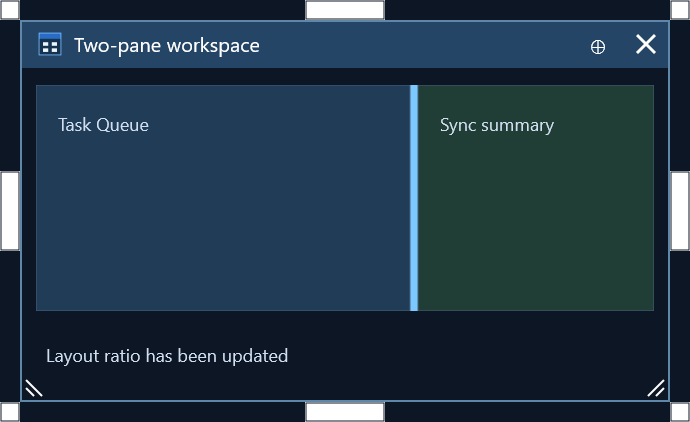 Two-pane workspace
Task Queue
Sync summary
Layout ratio has been updated